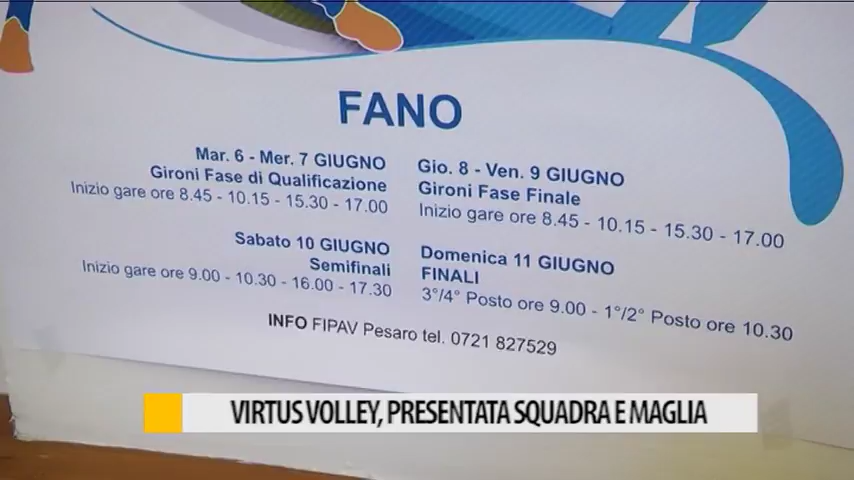 FANO
Mar. 6 - Mer. 7 GIUGNO
Gironi Fase di Qualificazione
Inizio gare ore 8.45 - 10.15 - 15.30 - 17.00
Gio. 8 - Ven. 9 GIUGNO
Gironi Fase Finale
Inizio gare ore 8.45 - 10.15 - 15.30 - 17.00
Sabato 10 GIUGNO
Semifinali
Inizio gare ore 9.00 - 10.30 - 16.00 - 17.30
Domenica 11 GIUGNO
FINALI
3°/4° Posto ore 9.00 - 1°/2° Posto ore 10.30
INFO FIPAV Pesaro tel. 0721 827529
VIRTUS VOLLEY, PRESENTATA SQUADRA E MAGLIA